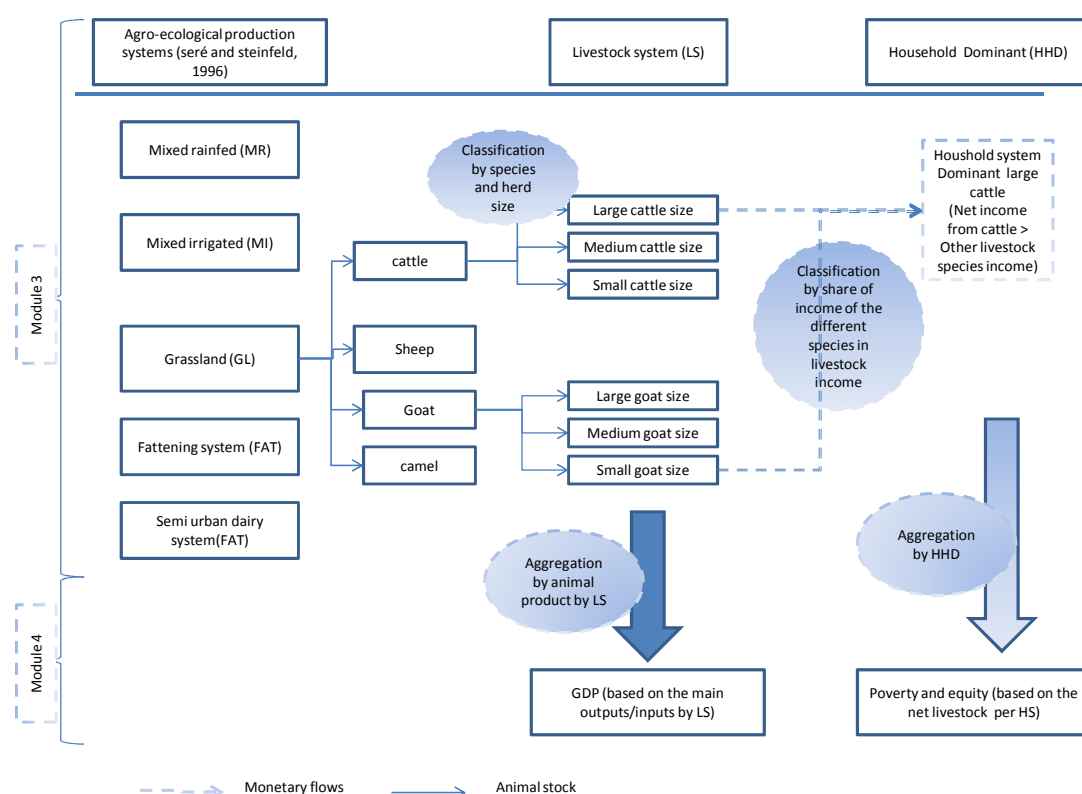 Agro-ecological production
systems (seré and steinfeld,
1996)
Livestock system (LS)
Household Dominant (HHD)
Module 3
Mixed rainfed (MR)
Mixed irrigated (MI)
Grassland (GL)
Fattening system (FAT)
Semi urban dairy
system(FAT)
cattle
Sheep
Goat
camel
Classification
by species
and herd
size
Large cattle size
Medium cattle size
Small cattle size
Large goat size
Medium goat size
Small goat size
Classification
by share of
income of the
different
species in
livestock
income
Houshold system
Dominant large
cattle
(Net income
from cattle >
Other livestock
species income)
Aggregation
by animal
product by LS
Aggregation
by HHD
Module 4
GDP (based on the main
outputs/inputs by LS)
Poverty and equity (based on the
net livestock per HS)
Monetary flows
Animal stock